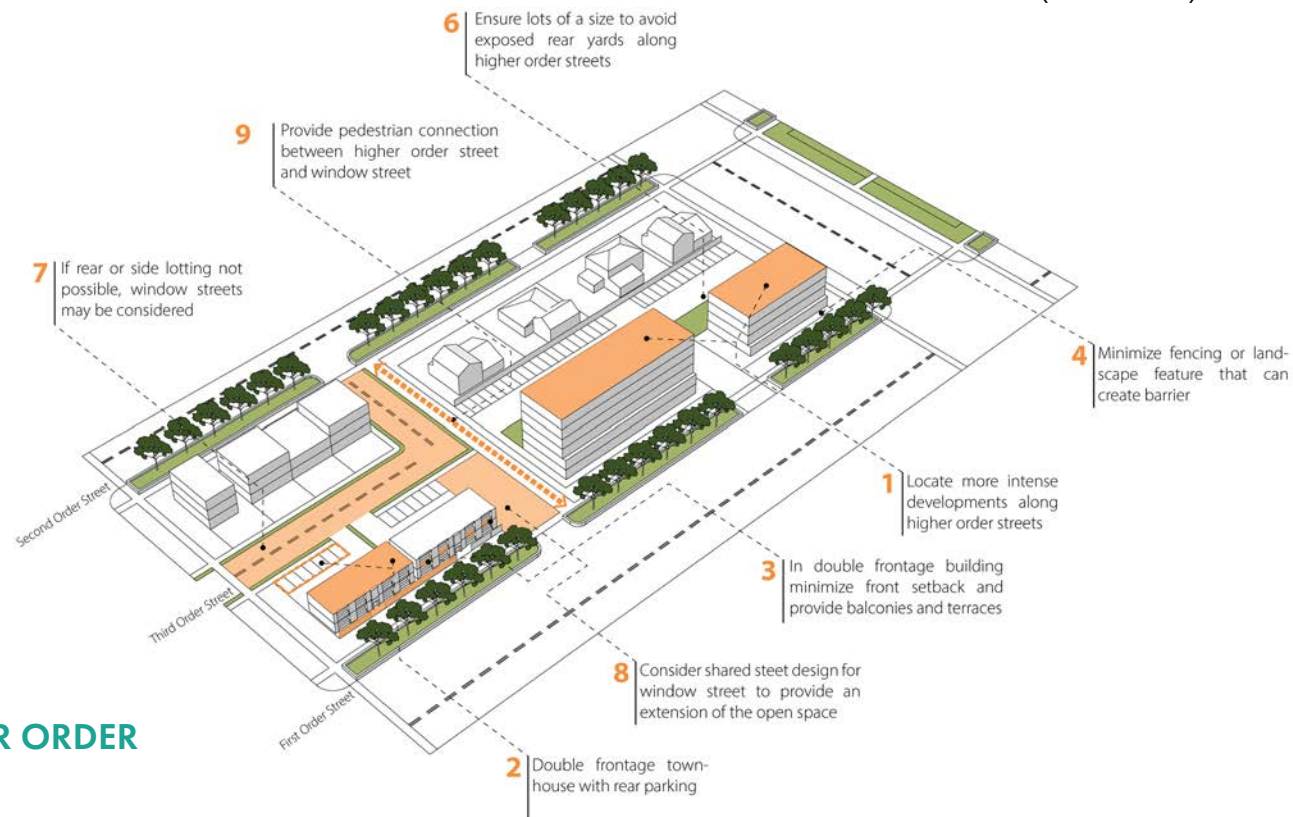 6
Ensure lots of a size to avoid
exposed rear yards along
higher order streets
9
Provide pedestrian connection
between higher order street
and window street
7
If rear or side lotting not
possible, window streets
may be considered
4
Minimize fencing or land-
scape feature that can
create barrier
1
Locate more intense
developments along
higher order streets
Second Order Street
3
In double frontage building
minimize front setback and
provide balconies and terraces
Third Order Street
8
Consider shared steet design for
window street to provide an
extension of the open space
First Order Street
R ORDER
2
Double frontage town-
house with rear parking